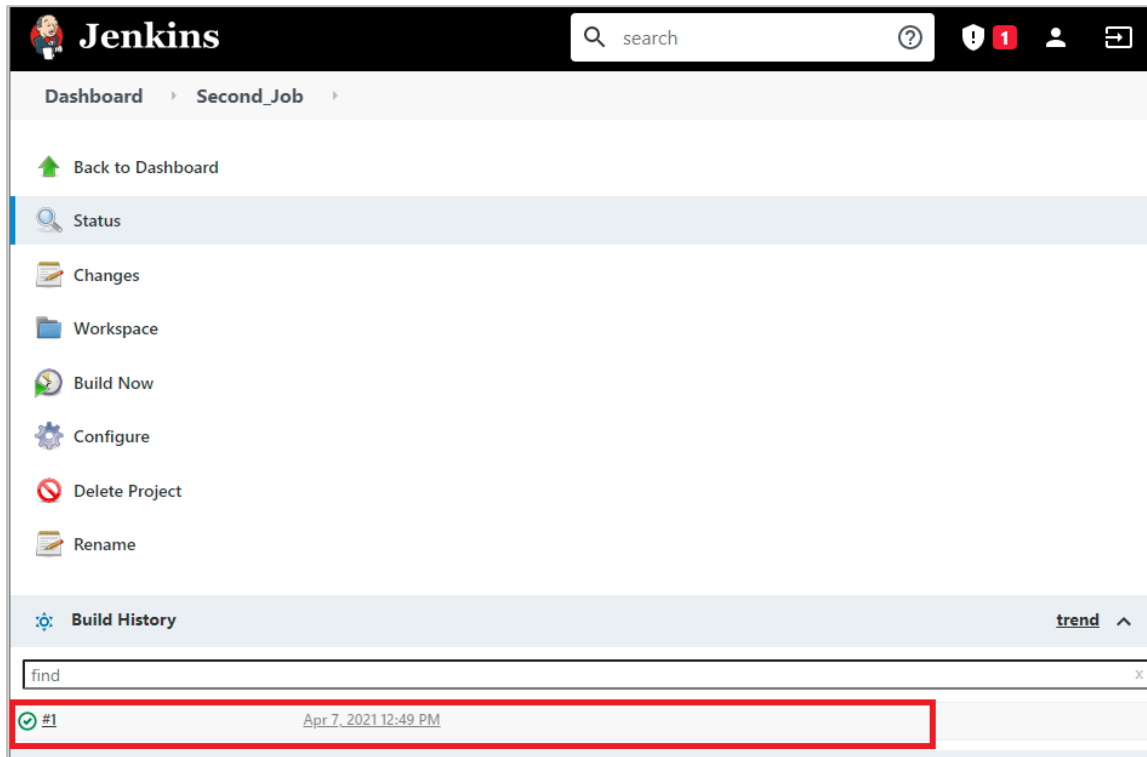 Jenkins search 1
Dashboard Second_Job
Back to Dashboard
Status
Changes
Workspace
Build Now
Configure
Delete Project
Rename
Build History trend
find x
#1 Apr 7, 2021 12:49 PM